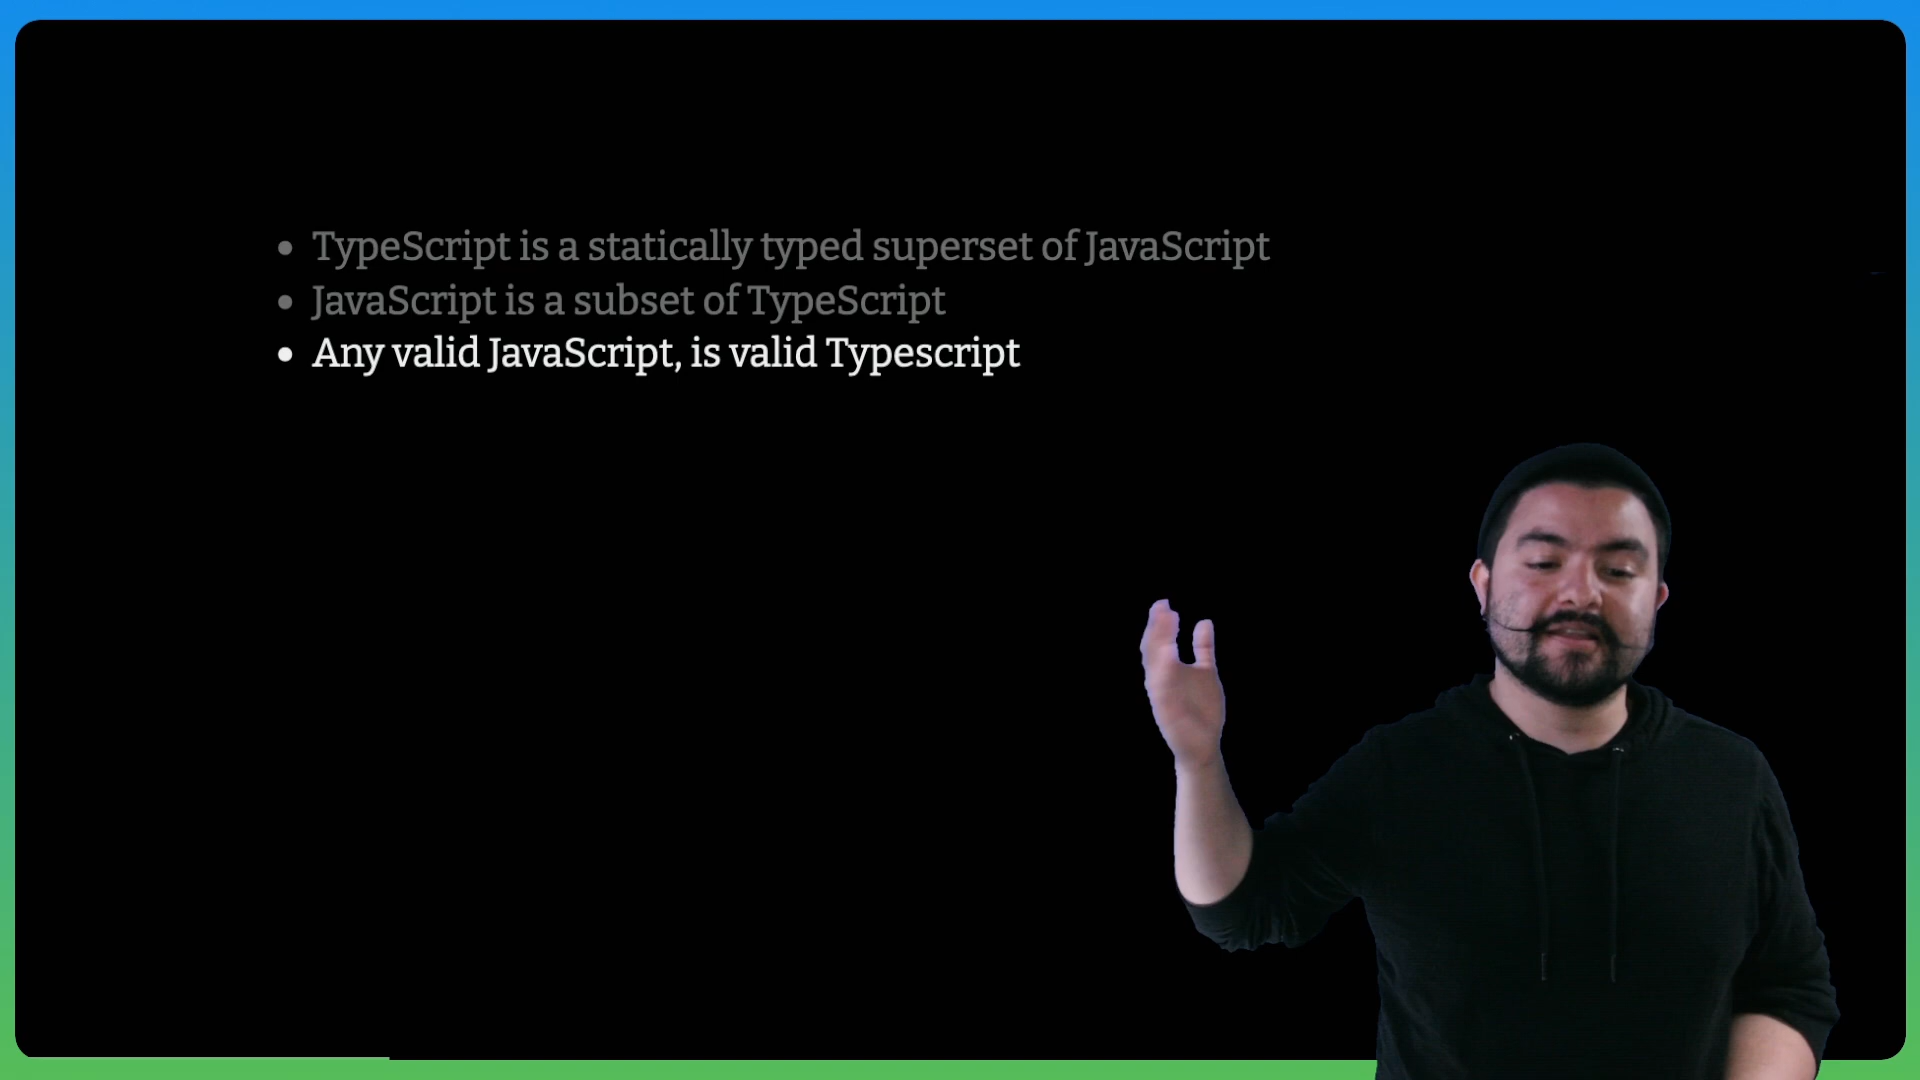 • TypeScript is a statically typed superset of JavaScript
• JavaScript is a subset of TypeScript
• Any valid JavaScript, is valid Typescript